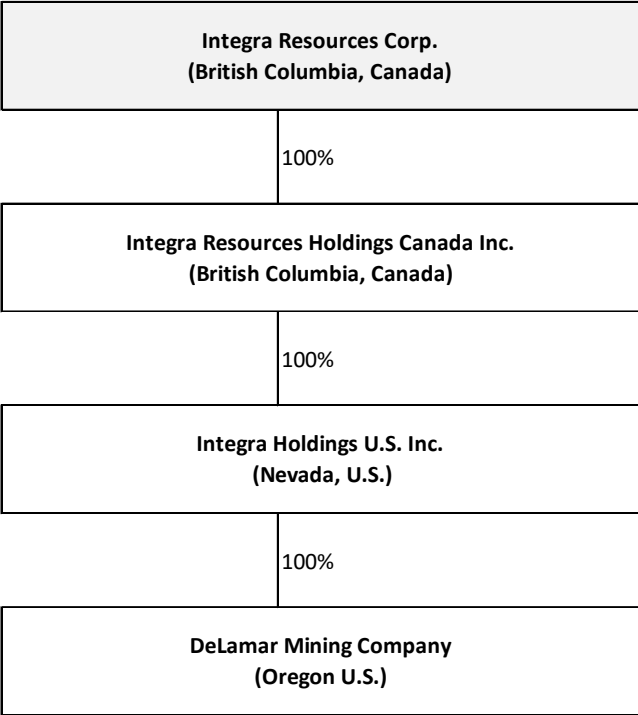 Integra Resources Corp.
(British Columbia, Canada)
100%
Integra Resources Holdings Canada Inc.
(British Columbia, Canada)
100%
Integra Holdings U.S. Inc.
(Nevada, U.S.)
100%
DeLamar Mining Company
(Oregon U.S.)